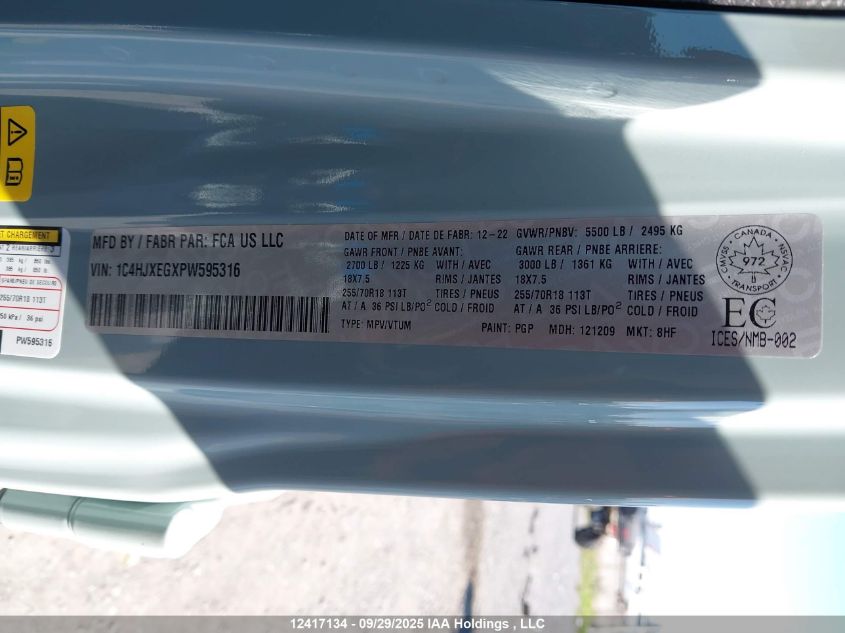 MFD BY / FABR PAR: FCA US LLC
VIN: 1C4HJXEGXPW595316
DATE OF MFR / DATE DE FABR: 12-22 GVWR/PNBV: 5500 LB / 2495 KG
GAWR FRONT / PNBE AVANT: GAWR REAR / PNBE ARRIERE:
2700 LB / 1225 KG WITH / AVEC 3000 LB / 1361 KG WITH / AVEC
18X7.5 RIMS / JANTES 18X7.5 RIMS / JANTES
255/70R18 113T TIRES / PNEUS 255/70R18 113T TIRES / PNEUS
AT / A 36 PSI LB/PO² COLD / FROID AT / A 36 PSI LB/PO² COLD / FROID
TYPE: MPV/VTUM PAINT: PGP MDH: 121209 MKT: 8HF
CANADA
CMVSS NSVAC
972
TRANSPORT
EC
ICES/NMB-002
CHARGEMENT
255/70R18 113T
36 psi
PW595316
12417134 - 09/29/2025 IAA Holdings, LLC